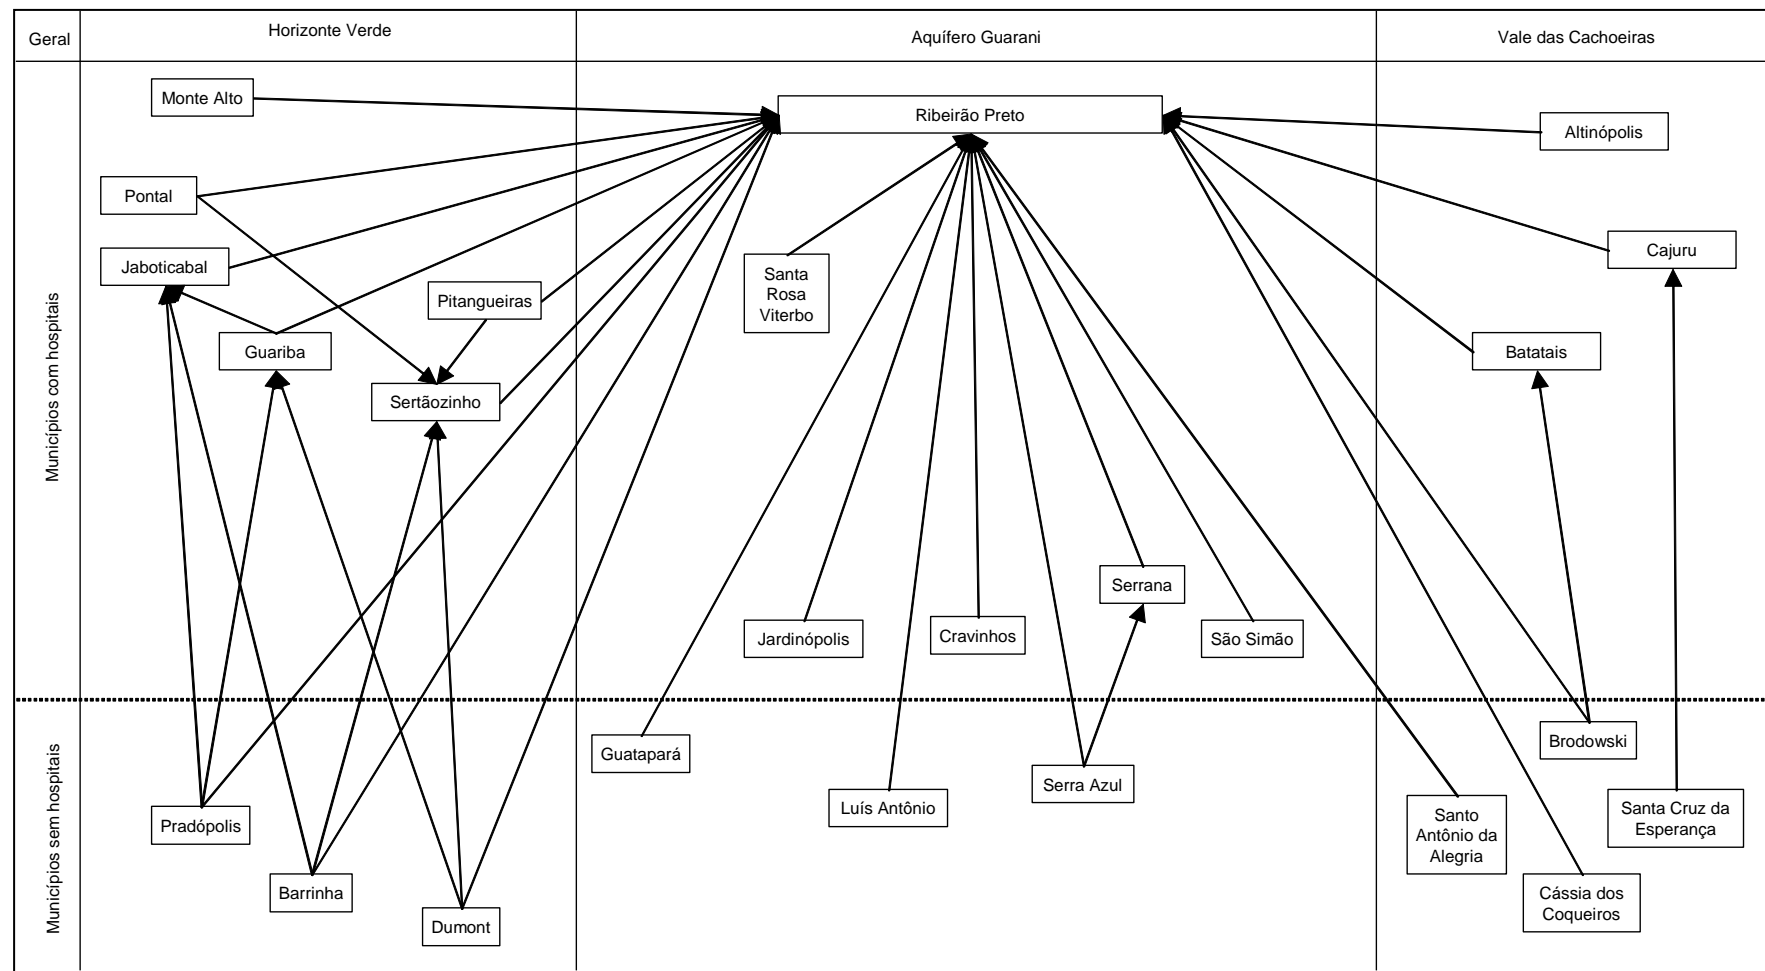 Geral
Horizonte Verde
Aquífero Guarani
Vale das Cachoeiras
Municípios com hospitais
Monte Alto
Ribeirão Preto
Altinópolis
Pontal
Jaboticabal
Cajuru
Santa
Rosa
Viterbo
Pitangueiras
Guariba
Batatais
Sertãozinho
Serrana
Jardinópolis
Cravinhos
São Simão
Municípios sem hospitais
Guatapará
Brodowski
Serra Azul
Luís Antônio
Pradópolis
Santo
Antônio da
Alegria
Santa Cruz da
Esperança
Barrinha
Cássia dos
Coqueiros
Dumont